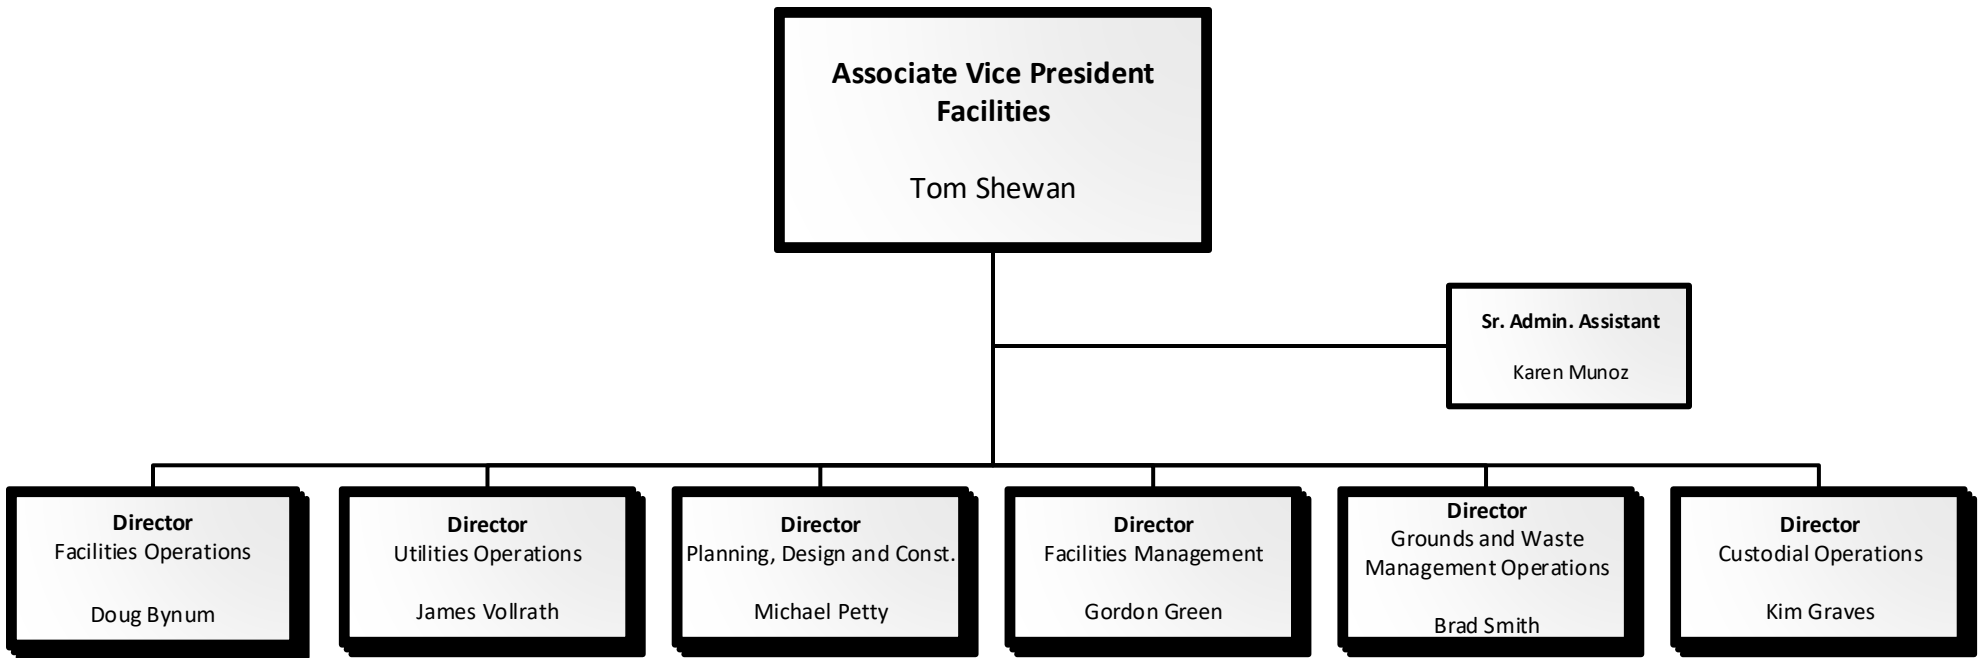 Associate Vice President
Facilities
Tom Shewan
Sr. Admin. Assistant
Karen Munoz
Director
Facilities Operations
Doug Bynum
Director
Utilities Operations
James Vollrath
Director
Planning, Design and Const.
Michael Petty
Director
Facilities Management
Gordon Green
Director
Grounds and Waste
Management Operations
Brad Smith
Director
Custodial Operations
Kim Graves